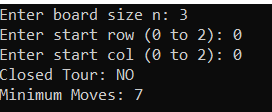 Enter board size n: 3
Enter start row (0 to 2): 0
Enter start col (0 to 2): 0
Closed Tour: NO
Minimum Moves: 7